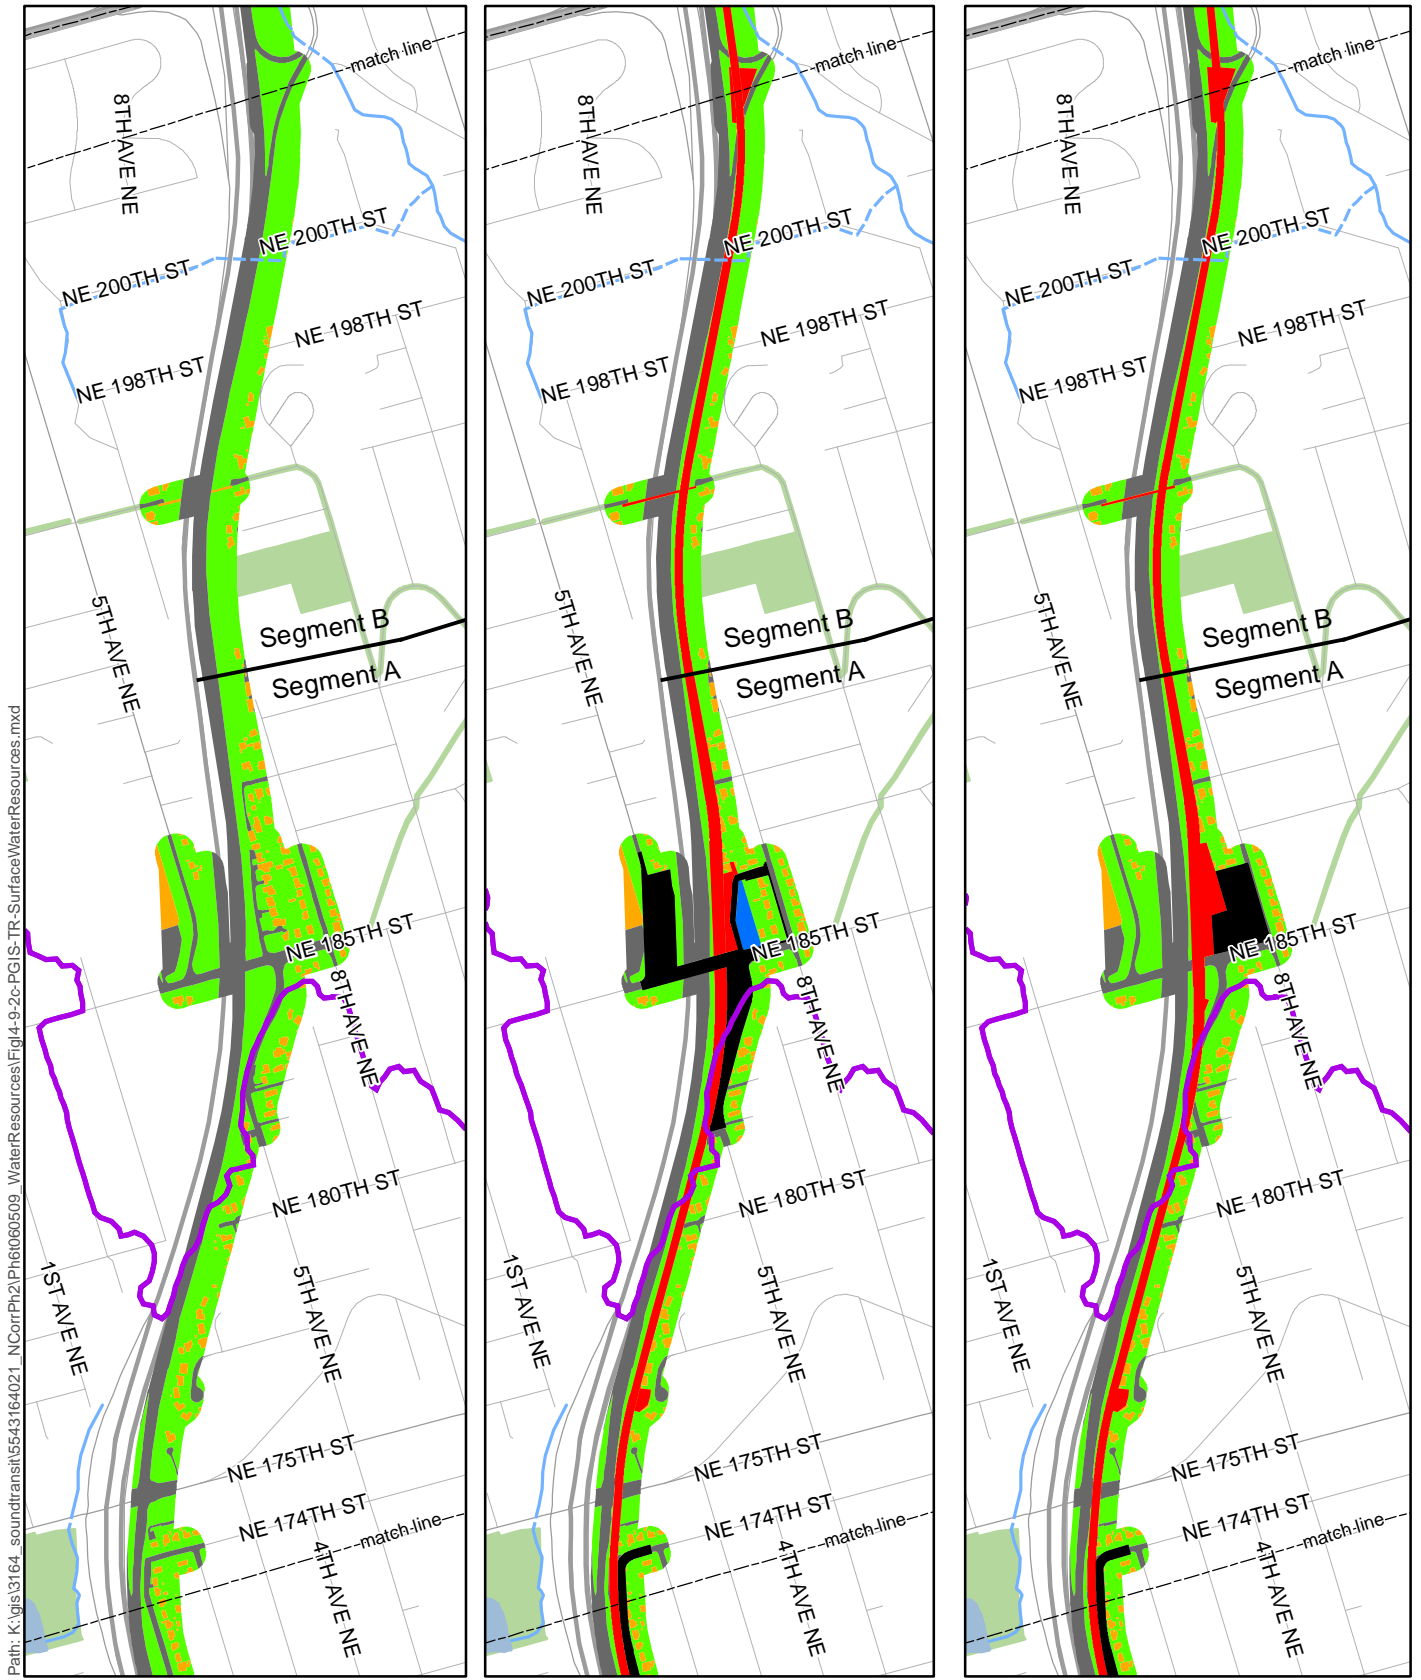 Path: K:\gis\3164_soundtransit\5543164021_NCorrPh2\Ph6t060509_WaterResources\FigI4-9-2c-PGIS-TR-SurfaceWaterResources.mxd
match line
8TH AVE NE
NE 200TH ST
NE 200TH ST
NE 198TH ST
NE 198TH ST
5TH AVE NE
Segment B
Segment A
NE 185TH ST
8TH AVE NE
NE 180TH ST
1ST AVE NE
5TH AVE NE
NE 175TH ST
NE 174TH ST
match line
4TH AVE NE
match line
8TH AVE NE
NE 200TH ST
NE 200TH ST
NE 198TH ST
NE 198TH ST
5TH AVE NE
Segment B
Segment A
NE 185TH ST
8TH AVE NE
NE 180TH ST
1ST AVE NE
5TH AVE NE
NE 175TH ST
NE 174TH ST
match line
4TH AVE NE
match line
8TH AVE NE
NE 200TH ST
NE 200TH ST
NE 198TH ST
NE 198TH ST
5TH AVE NE
Segment B
Segment A
NE 185TH ST
8TH AVE NE
NE 180TH ST
1ST AVE NE
5TH AVE NE
NE 175TH ST
NE 174TH ST
match line
4TH AVE NE